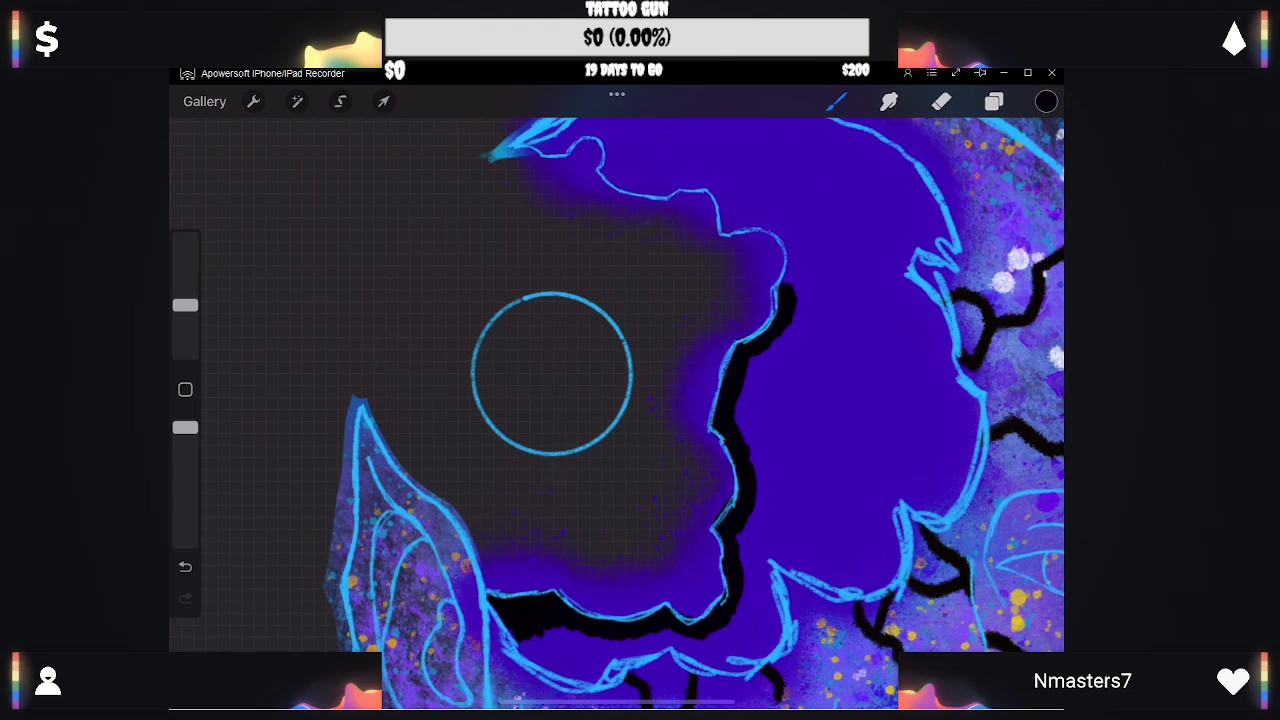 TATTOO GUN
$0 (0.00%)
$0 19 DAYS TO GO $200
Apowersoft iPhone/iPad Recorder
Gallery
$
Nmasters7